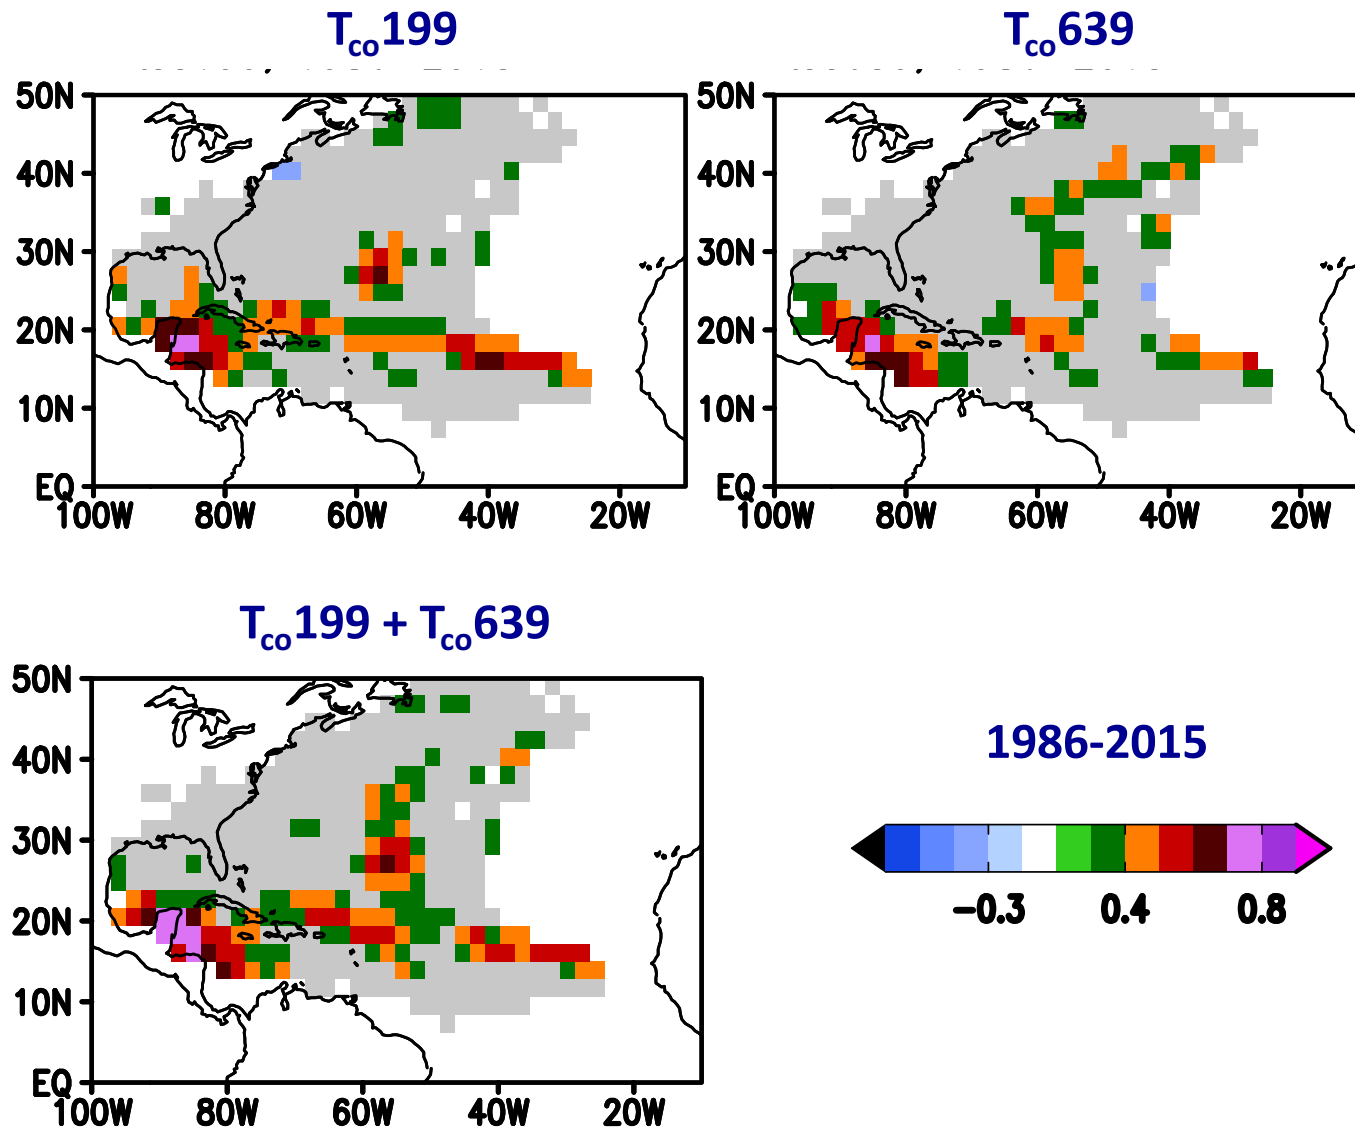 Tco199 Tco639
50N 50N
40N 40N
30N 30N
20N 20N
10N 10N
EQ EQ
100W 80W 60W 40W 20W 100W 80W 60W 40W 20W
Tco199 + Tco639
50N
40N
30N
20N
10N
EQ
100W 80W 60W 40W 20W
1986-2015
−0.3 0.4 0.8